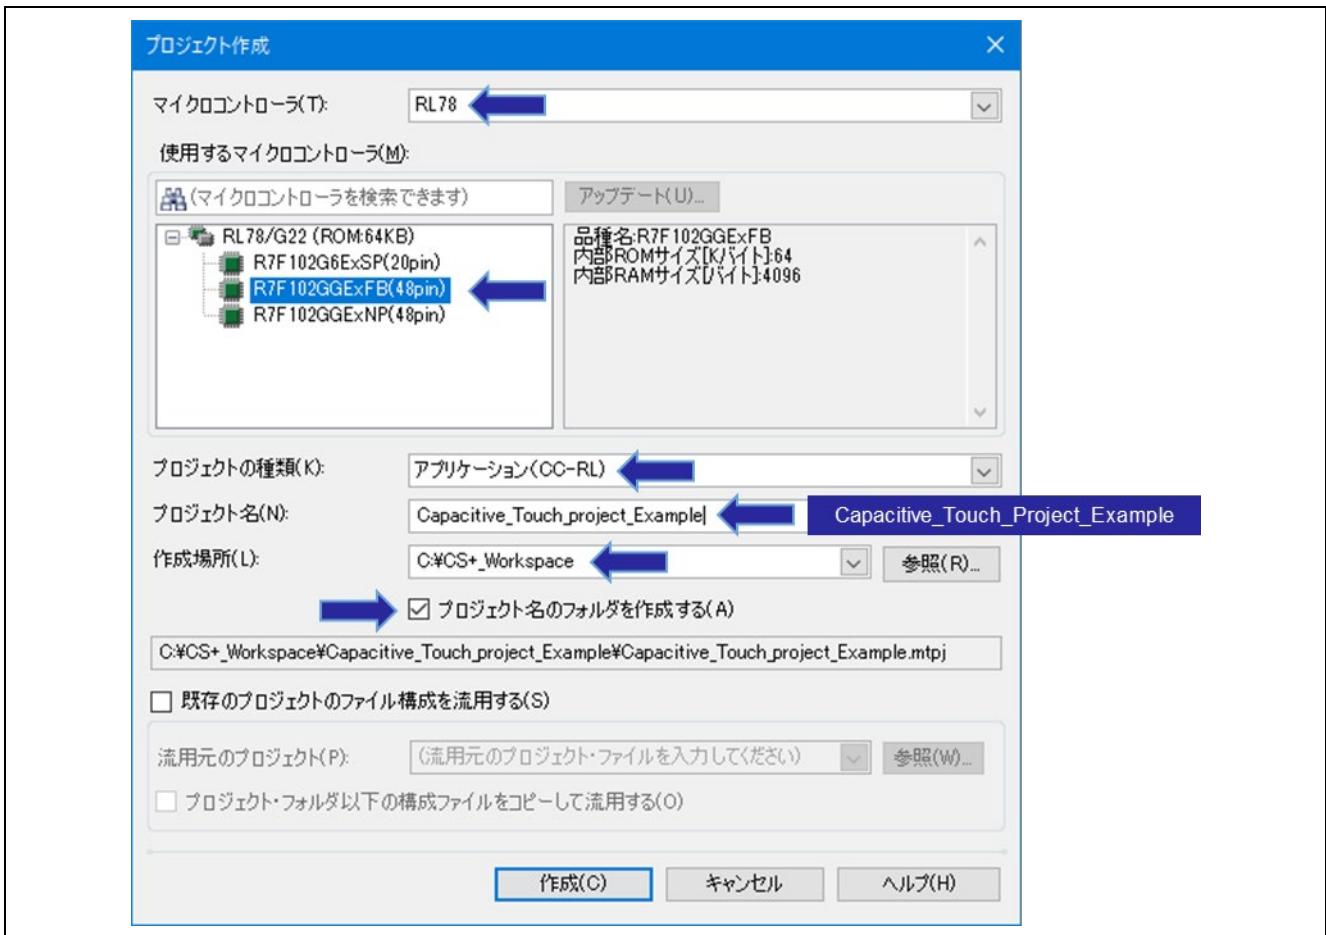 プロジェクト作成
マイクロコントローラ(T): RL78
使用するマイクロコントローラ(M):
(マイクロコントローラを検索できます) アップデート(U)...
RL78/G22 (ROM:64KB)
R7F102G6ExSP(20pin)
R7F102GGExFB(48pin)
R7F102GGExNP(48pin)
品種名:R7F102GGExFB
内部ROMサイズ[Kバイト]:64
内部RAMサイズ[バイト]:4096
プロジェクトの種類(K): アプリケーション(CC-RL)
プロジェクト名(N): Capacitive_Touch_project_Example Capacitive_Touch_Project_Example
作成場所(L): C:¥CS+_Workspace 参照(R)...
プロジェクト名のフォルダを作成する(A)
C:¥CS+_Workspace¥Capacitive_Touch_project_Example¥Capacitive_Touch_project_Example.mtpj
既存のプロジェクトのファイル構成を流用する(S)
流用元のプロジェクト(P): (流用元のプロジェクト・ファイルを入力してください) 参照(W)...
プロジェクト・フォルダ以下の構成ファイルをコピーして流用する(O)
作成(C) キャンセル ヘルプ(H)